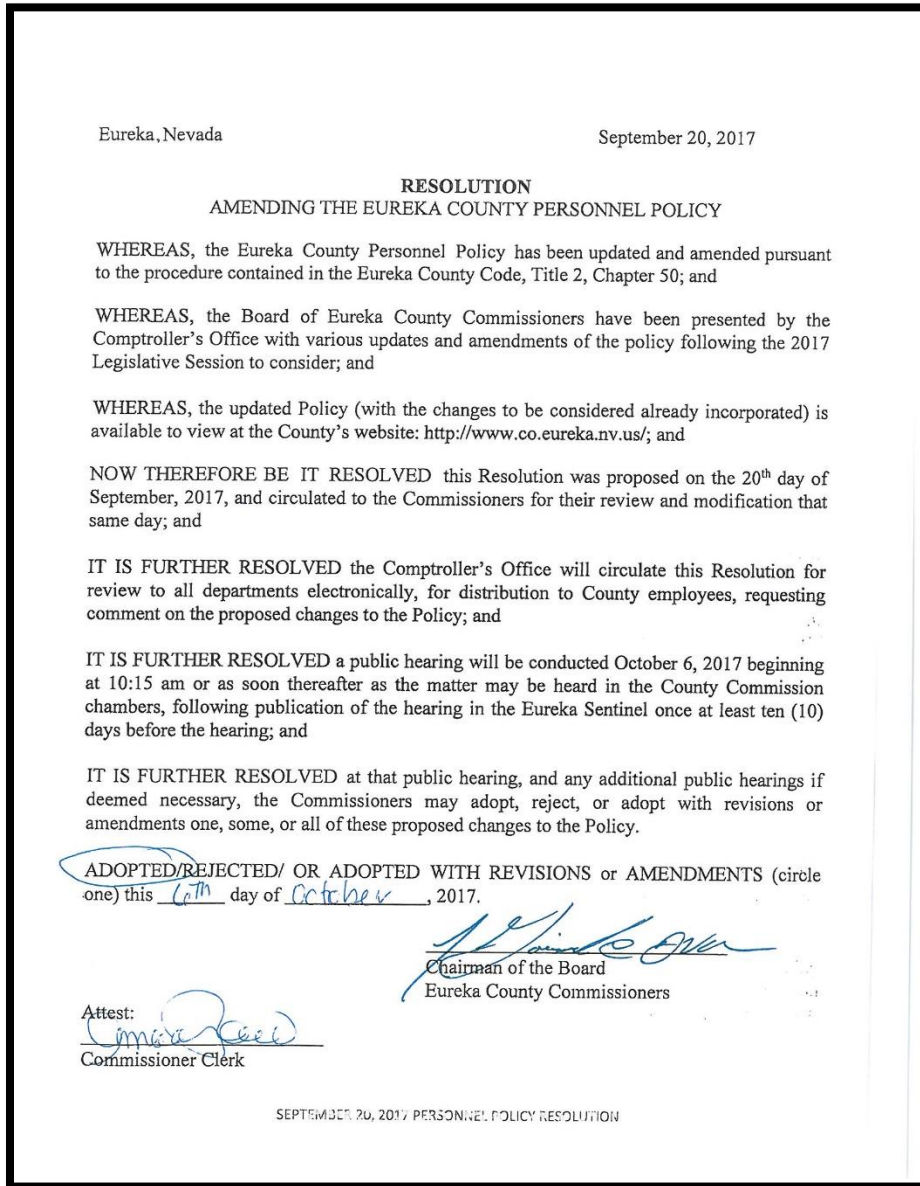 Eureka, Nevada September 20, 2017
RESOLUTION
AMENDING THE EUREKA COUNTY PERSONNEL POLICY
WHEREAS, the Eureka County Personnel Policy has been updated and amended pursuant
to the procedure contained in the Eureka County Code, Title 2, Chapter 50; and
WHEREAS, the Board of Eureka County Commissioners have been presented by the
Comptroller's Office with various updates and amendments of the policy following the 2017
Legislative Session to consider; and
WHEREAS, the updated Policy (with the changes to be considered already incorporated) is
available to view at the County's website: http://www.co.eureka.nv.us/; and
NOW THEREFORE BE IT RESOLVED this Resolution was proposed on the 20th day of
September, 2017, and circulated to the Commissioners for their review and modification that
same day; and
IT IS FURTHER RESOLVED the Comptroller's Office will circulate this Resolution for
review to all departments electronically, for distribution to County employees, requesting
comment on the proposed changes to the Policy; and
IT IS FURTHER RESOLVED a public hearing will be conducted October 6, 2017 beginning
at 10:15 am or as soon thereafter as the matter may be heard in the County Commission
chambers, following publication of the hearing in the Eureka Sentinel once at least ten (10)
days before the hearing; and
IT IS FURTHER RESOLVED at that public hearing, and any additional public hearings if
deemed necessary, the Commissioners may adopt, reject, or adopt with revisions or
amendments one, some, or all of these proposed changes to the Policy.
ADOPTED/REJECTED/ OR ADOPTED WITH REVISIONS or AMENDMENTS (circle
one) this 6th day of October, 2017.
Chairman of the Board
Eureka County Commissioners
Attest:
Commissioner Clerk
SEPTEMBER 20, 2017 PERSONNEL POLICY RESOLUTION